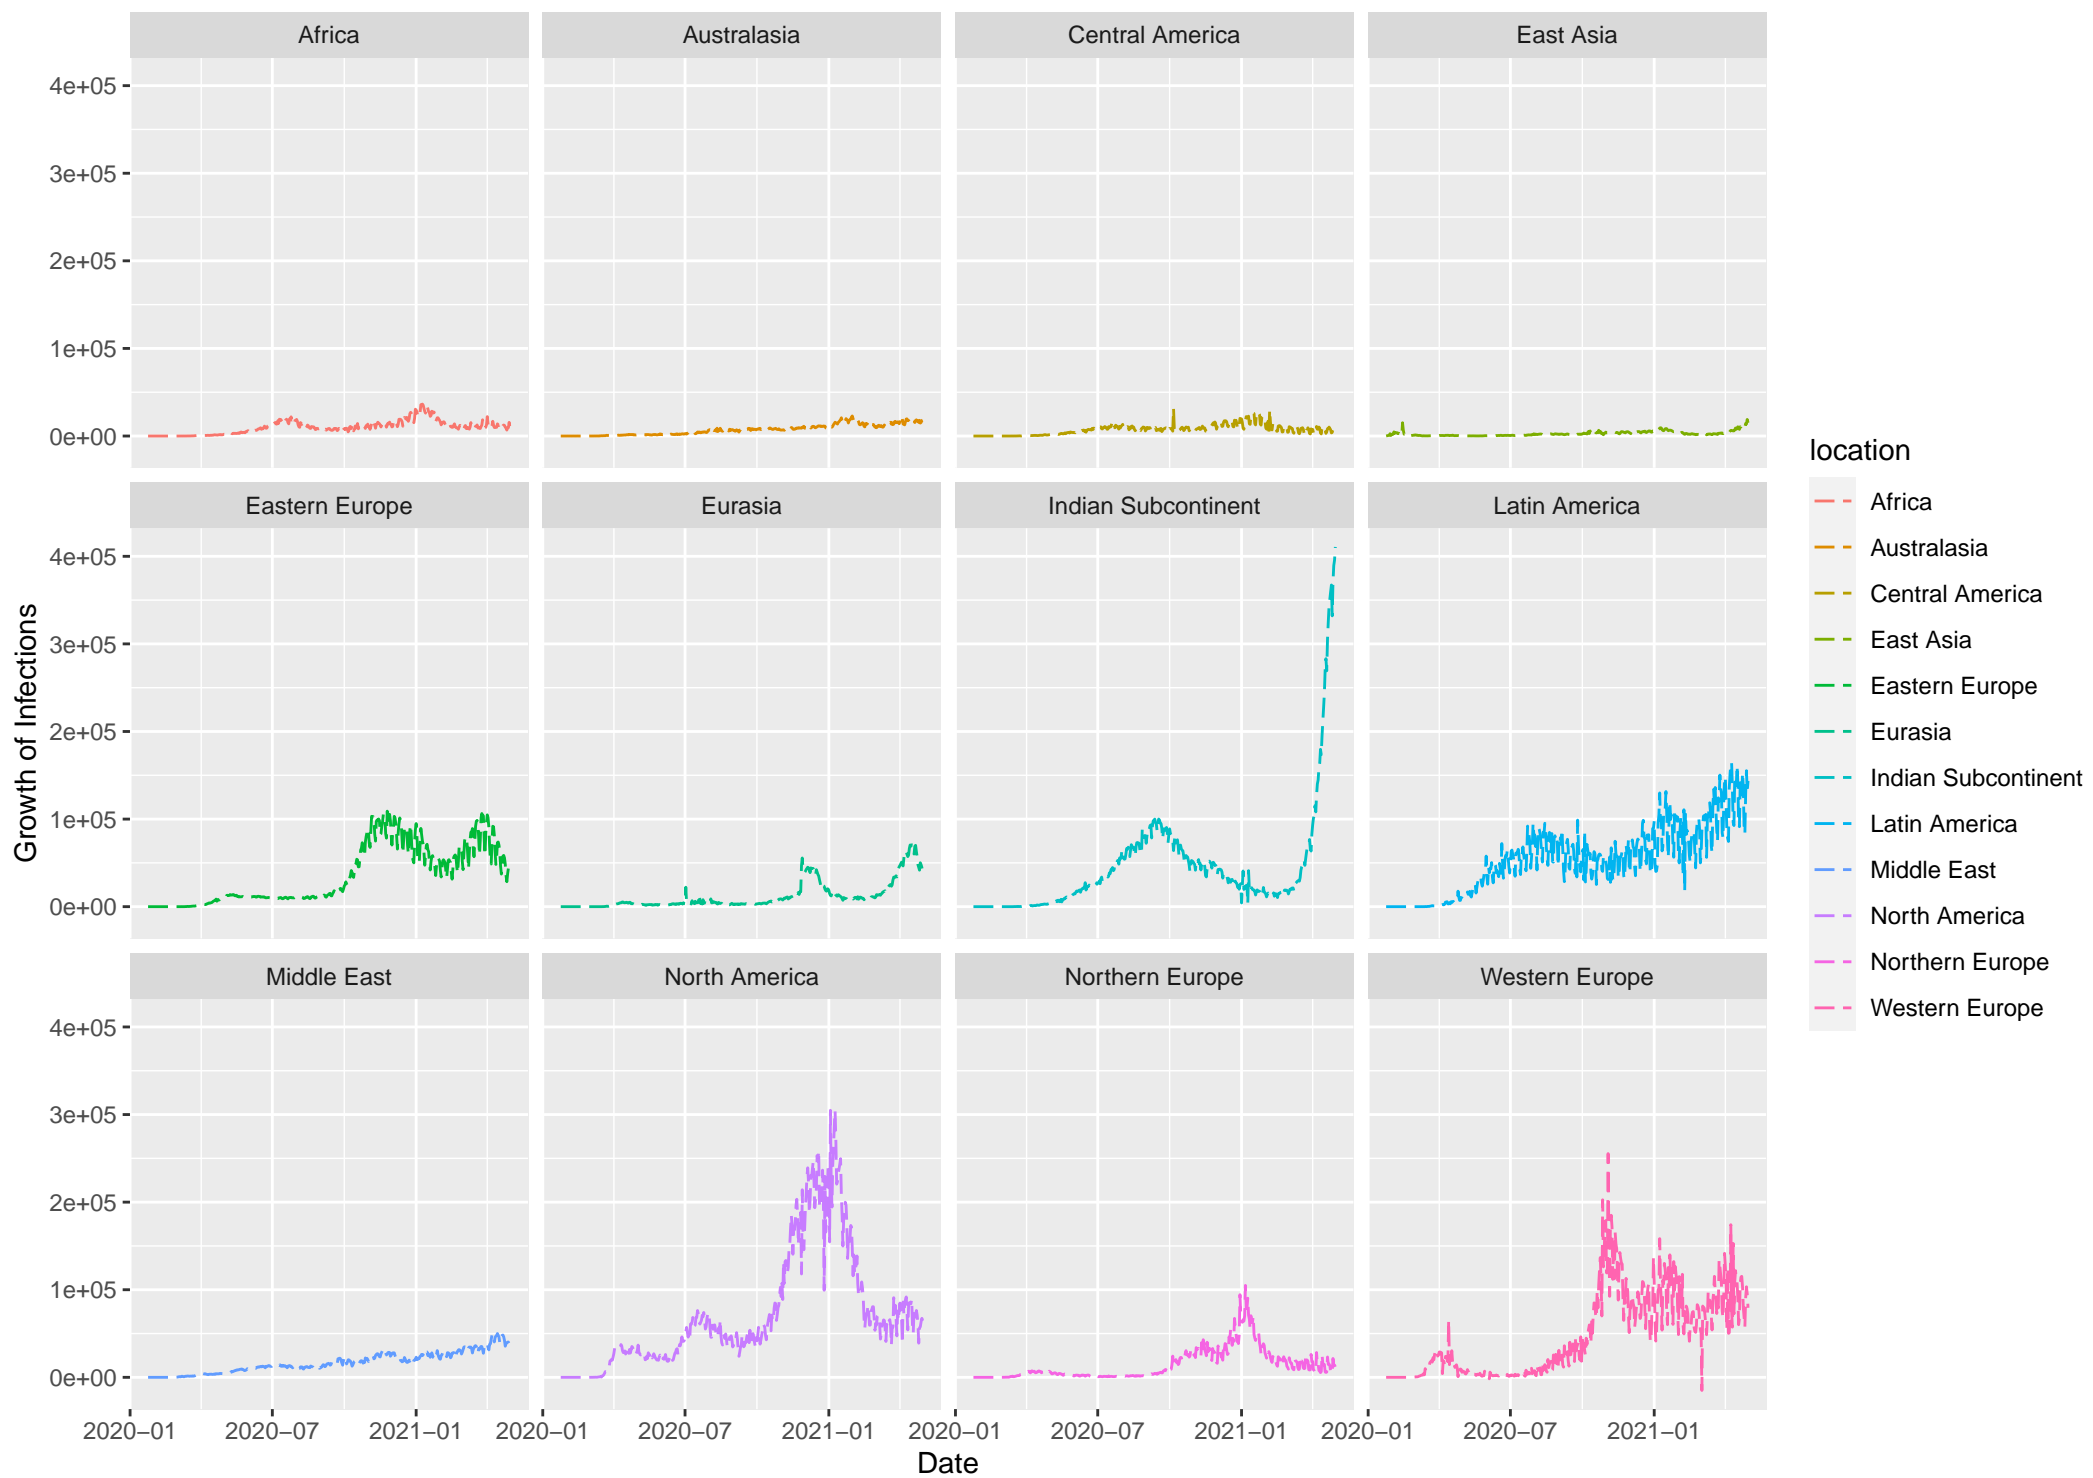 Africa
Australasia
Central America
East Asia
4e+05
3e+05
2e+05
1e+05
0e+00
Eastern Europe
Eurasia
Indian Subcontinent
Latin America
4e+05
3e+05
2e+05
1e+05
0e+00
Middle East
North America
Northern Europe
Western Europe
4e+05
3e+05
2e+05
1e+05
0e+00
2020−01
2020−07
2021−01
2020−01
2020−07
2021−01
2020−01
2020−07
2021−01
2020−01
2020−07
2021−01
Date
Growth of Infections
location
Africa
Australasia
Central America
East Asia
Eastern Europe
Eurasia
Indian Subcontinent
Latin America
Middle East
North America
Northern Europe
Western Europe